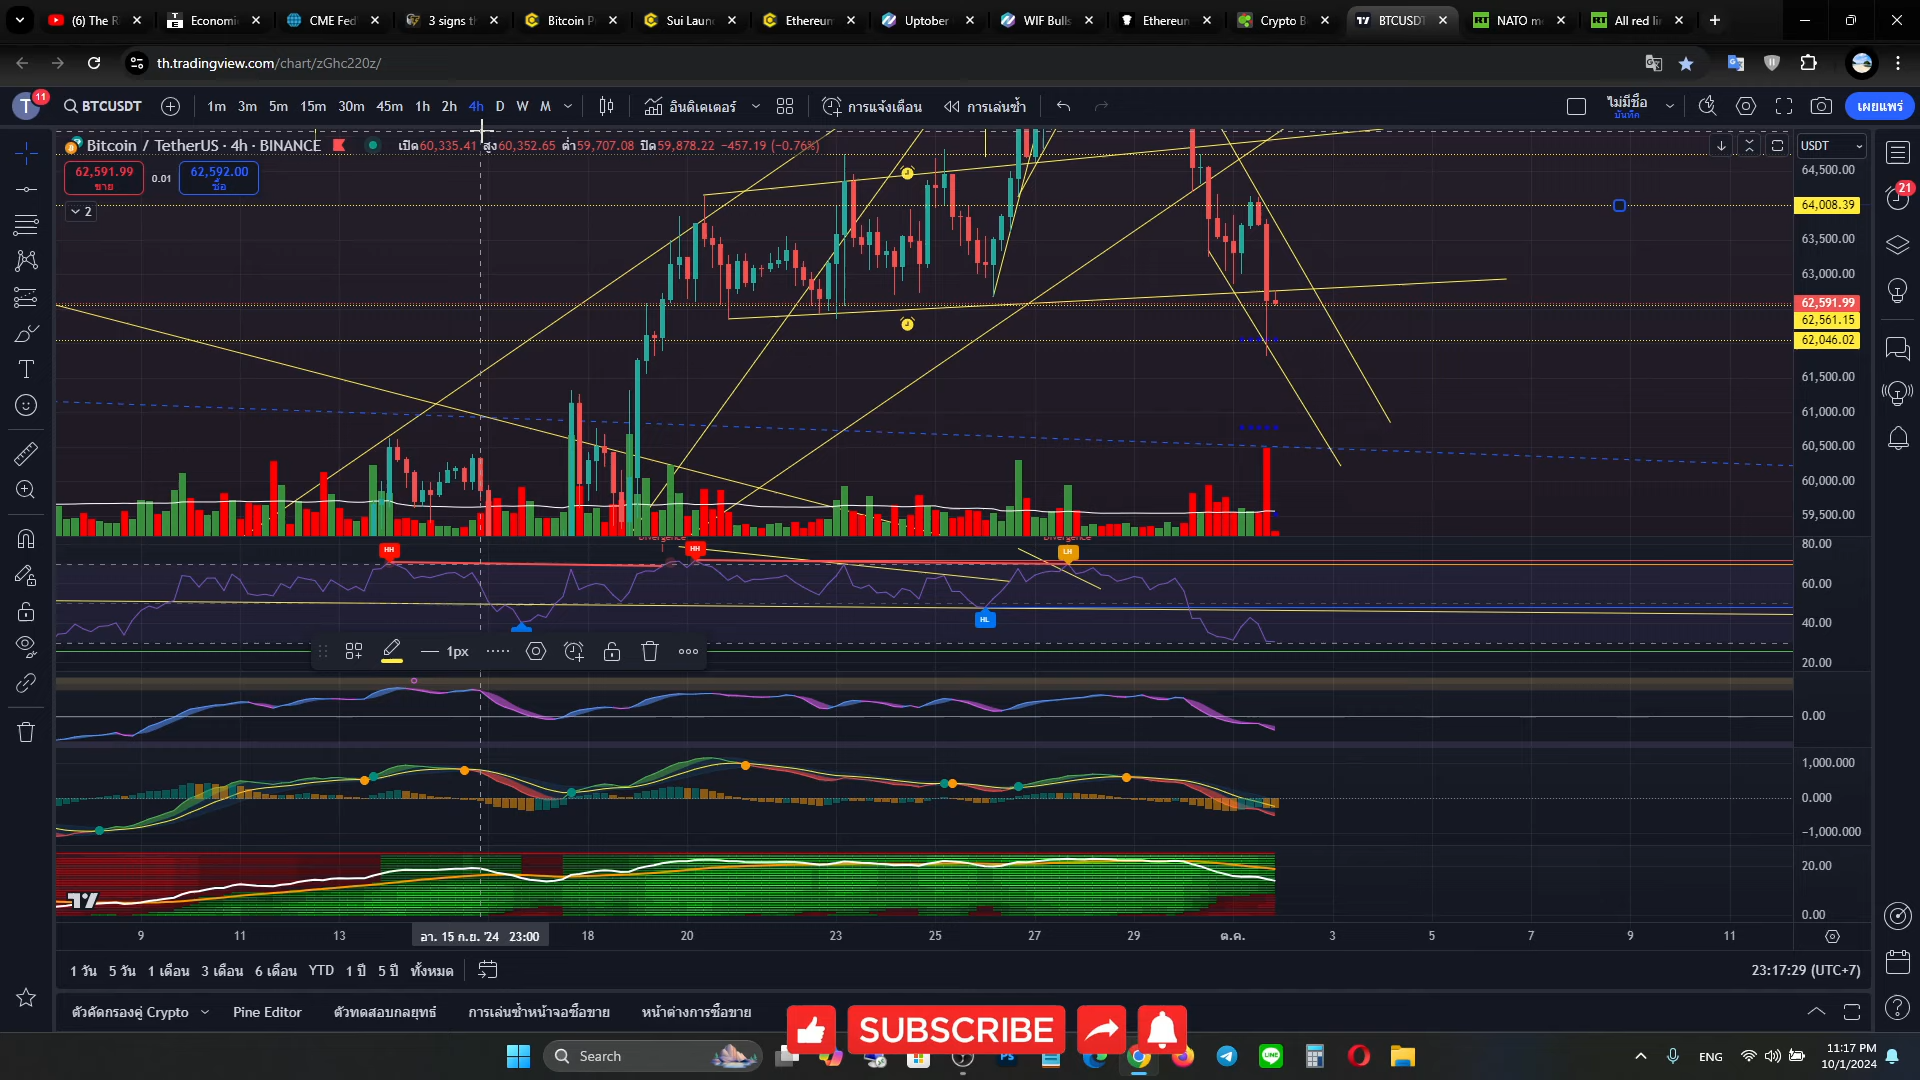 (6) The R
Economi
CME Fed
3 signs th
Bitcoin P
Sui Laun
Ethereum
Uptober
WIF Bulls
Ethereun
Crypto B
BTCUSDT
NATO m
All red li
th.tradingview.com/chart/zGhc220z/
T 11 BTCUSDT 1m 3m 5m 15m 30m 45m 1h 2h 4h D W M อินดิเคเตอร์ การแจ้งเตือน การเล่นซ้ำ ไม่มีชื่อ เผยแพร่
บันทึก
Bitcoin / TetherUS · 4h · BINANCE เปิด60,335.41 สูง60,352.65 ต่ำ59,707.08 ปิด59,878.22 −457.19 (−0.76%) USDT
62,591.99 0.01 62,592.00
ขาย ซื้อ
2
64,500.00
64,008.39
63,500.00
63,000.00
62,591.99
62,561.15
62,046.02
61,500.00
61,000.00
60,500.00
60,000.00
59,500.00
21
Divergence Divergence
HH HH LH
HL
80.00
60.00
40.00
20.00
1px
0.00
1,000.000
0.000
−1,000.000
20.00
0.00
9 11 13 อา. 15 ก.ย. '24 23:00 18 20 23 25 27 29 ต.ค. 3 5 7 9 11
1 วัน 5 วัน 1 เดือน 3 เดือน 6 เดือน YTD 1 ปี 5 ปี ทั้งหมด 23:17:29 (UTC+7)
ตัวคัดกรองคู่ Crypto Pine Editor ตัวทดสอบกลยุทธ์ การเล่นซ้ำหน้าจอซื้อขาย หน้าต่างการซื้อขาย
SUBSCRIBE
Search
Ps
LINE
ENG
11:17 PM
10/1/2024